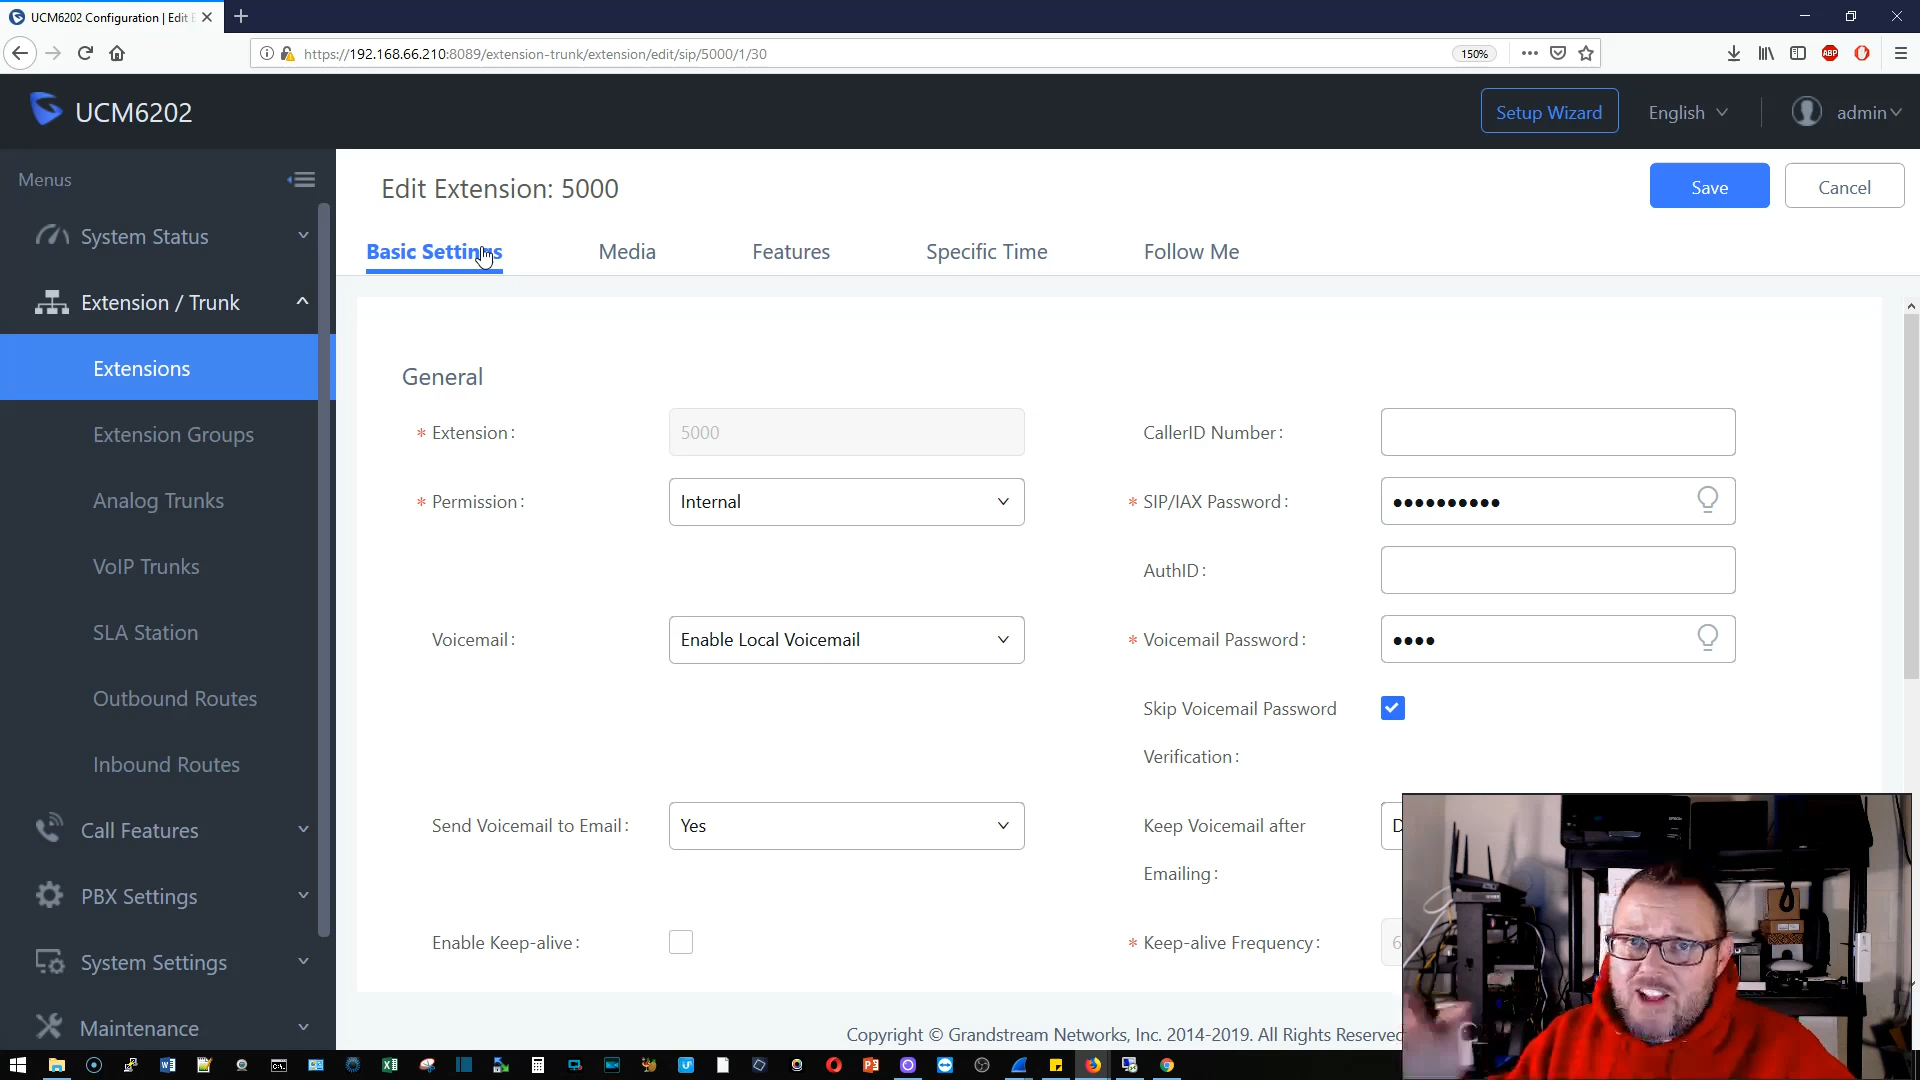 UCM6202 Configuration | Edit E
https://192.168.66.210:8089/extension-trunk/extension/edit/sip/5000/1/30
150%
ABP
UCM6202
Setup Wizard
English
admin
Menus
System Status
Extension / Trunk
Extensions
Extension Groups
Analog Trunks
VoIP Trunks
SLA Station
Outbound Routes
Inbound Routes
Call Features
PBX Settings
System Settings
Maintenance
Edit Extension: 5000
Save
Cancel
Basic Settings
Media
Features
Specific Time
Follow Me
General
* Extension:
5000
CallerID Number:
* Permission:
Internal
* SIP/IAX Password:
••••••••••
AuthID:
Voicemail:
Enable Local Voicemail
* Voicemail Password:
••••
Skip Voicemail Password
Verification:
Send Voicemail to Email:
Yes
Keep Voicemail after
Emailing:
D
Enable Keep-alive:
* Keep-alive Frequency:
6
Copyright © Grandstream Networks, Inc. 2014-2019. All Rights Reserved